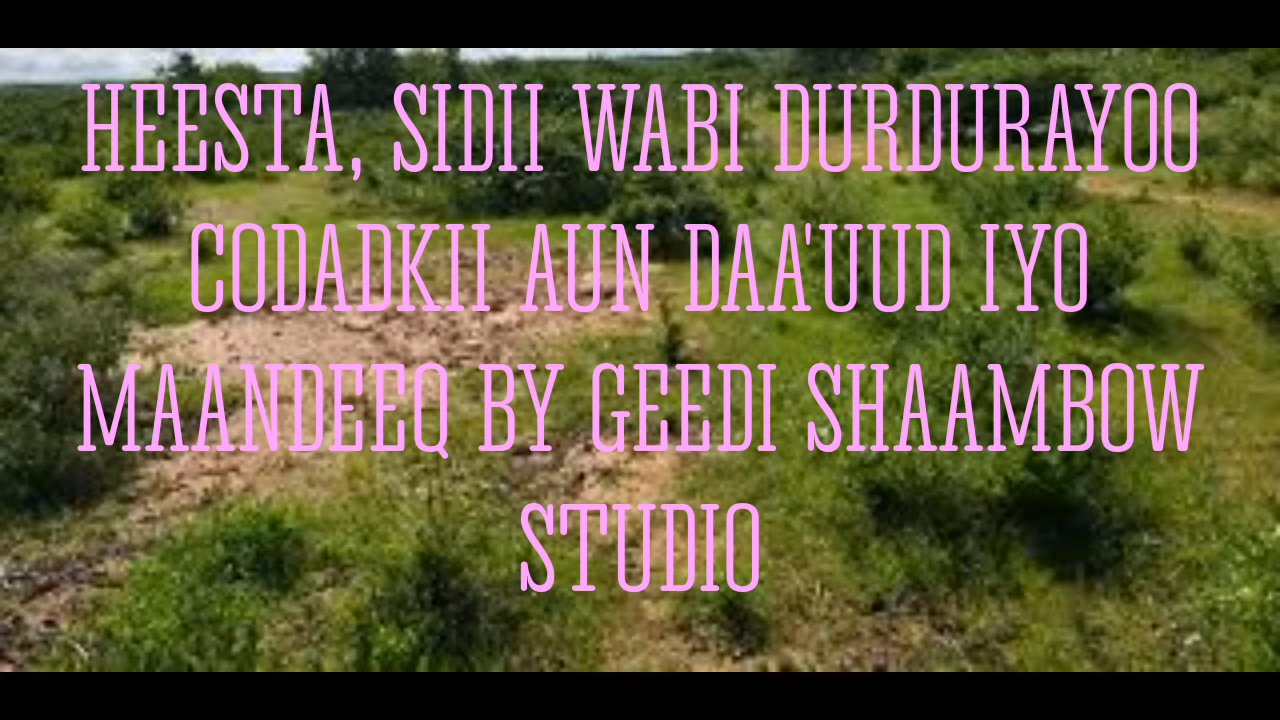 HEESTA, SIDII WABI DURDURAYOO
CODADKII AUN DAA'UUD IYO
MAANDEEQ BY GEEDI SHAAMBOW
STUDIO